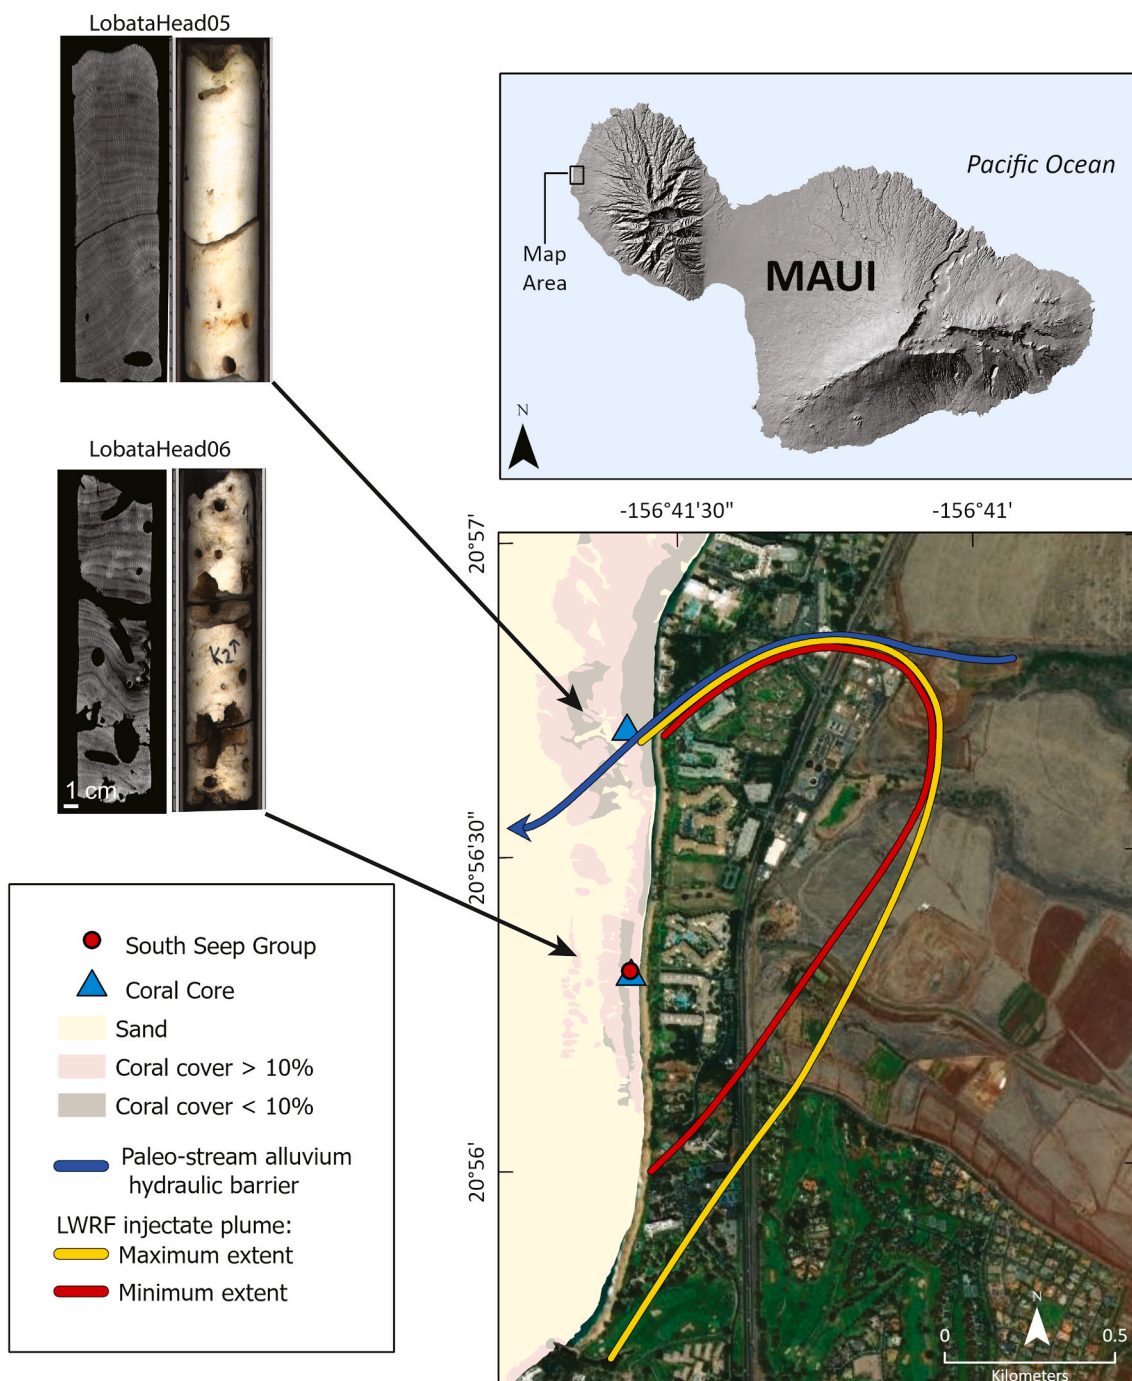 LobataHead05
LobataHead06
K2↑
1 cm
Pacific Ocean
Map
Area
MAUI
N
-156°41'30"
-156°41'
20°57'
20°56'30"
20°56'
South Seep Group
Coral Core
Sand
Coral cover > 10%
Coral cover < 10%
Paleo-stream alluvium
hydraulic barrier
LWRF injectate plume:
Maximum extent
Minimum extent
N
0
0.5
Kilometers